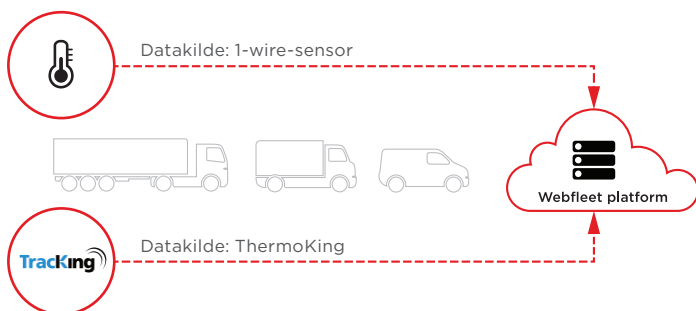 Datakilde: 1-wire-sensor
Webfleet platform
Datakilde: ThermoKing
TracKing